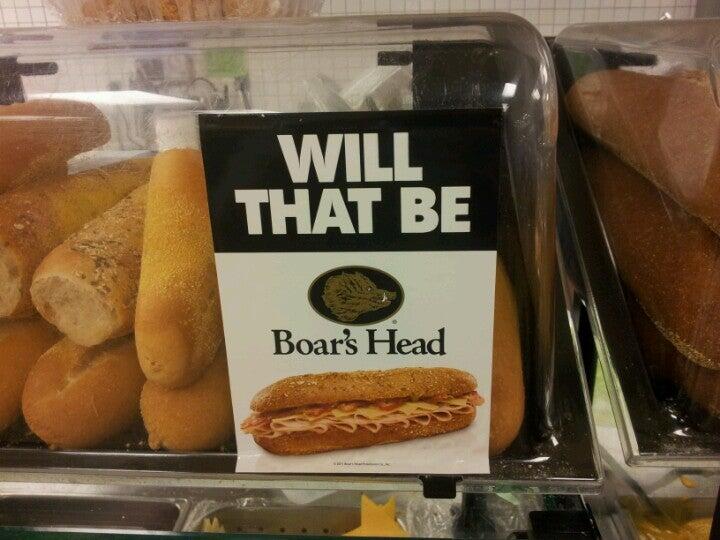 WILL
THAT BE
Boar's Head